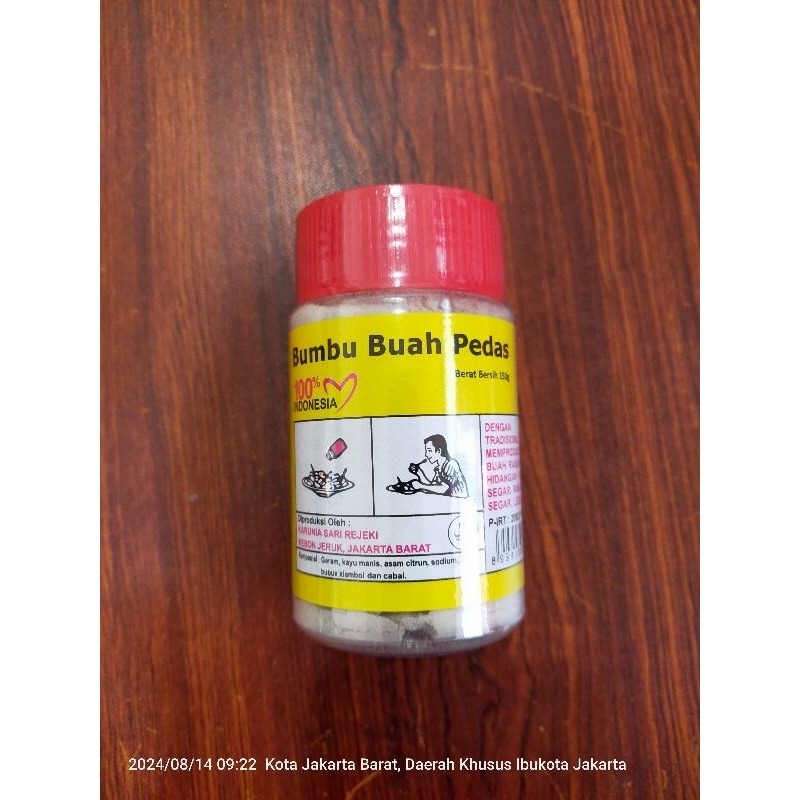 Bumbu Buah Pedas
Berat Bersih 150g
100%
INDONESIA
DENGAN
TRADISIONAL
BUAH
HIDANGAN
SEGAR,
SEGAR,
Diproduksi Oleh :
KARUNIA SARI REJEKI
KEBON JERUK, JAKARTA BARAT
P-IRT :
Komposisi : Garam, kayu manis, asam citrun, sodium,
bubuk klamboi dan cabai.
2024/08/14 09:22 Kota Jakarta Barat, Daerah Khusus Ibukota Jakarta